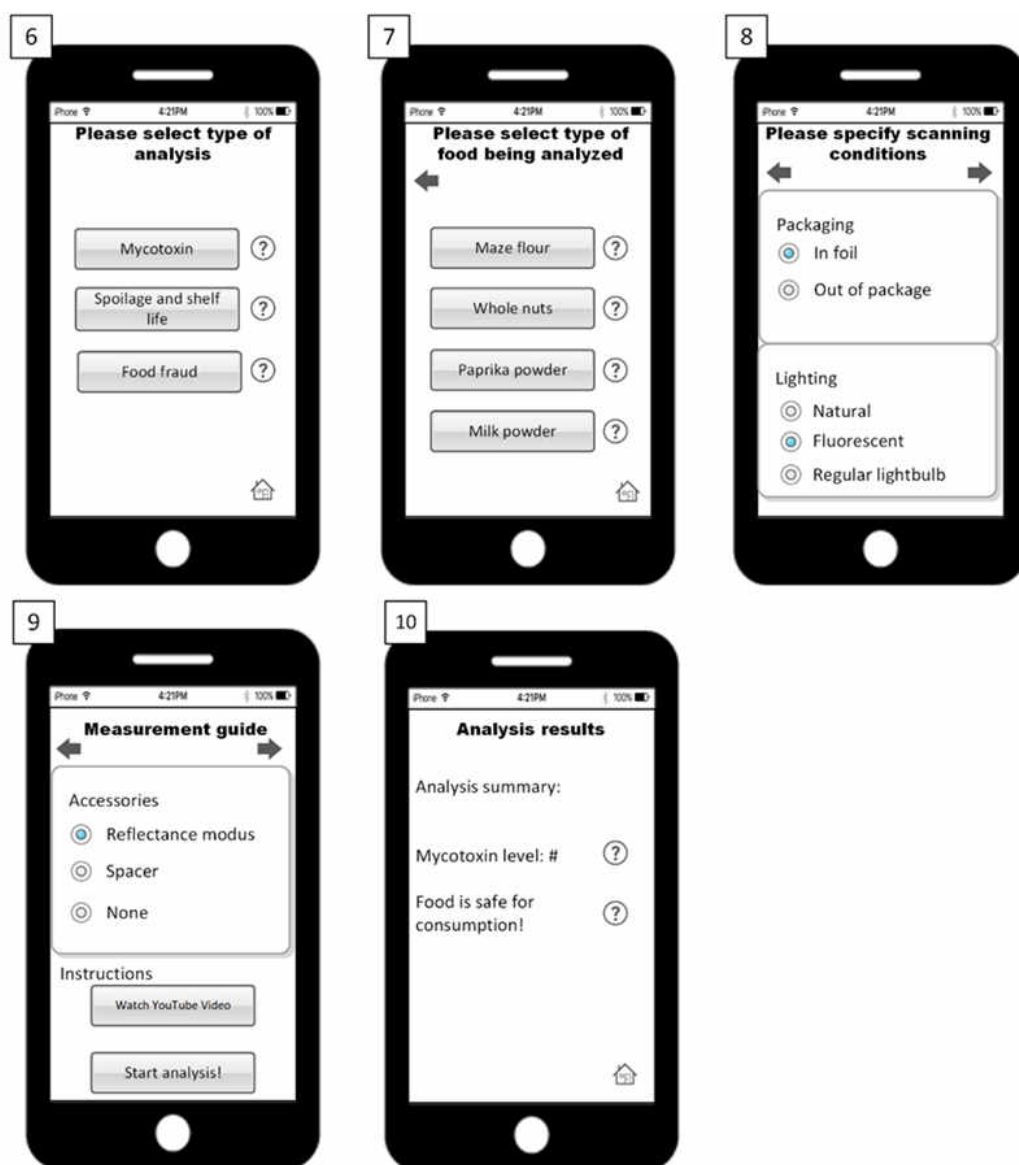 6
iPhone 4:21PM 100%
Please select type of
analysis
Mycotoxin ?
Spoilage and shelf
life ?
Food fraud ?
7
iPhone 4:21PM 100%
Please select type of
food being analyzed
Maze flour ?
Whole nuts ?
Paprika powder ?
Milk powder ?
8
iPhone 4:21PM 100%
Please specify scanning
conditions
Packaging
In foil
Out of package
Lighting
Natural
Fluorescent
Regular lightbulb
9
iPhone 4:21PM 100%
Measurement guide
Accessories
Reflectance modus
Spacer
None
Instructions
Watch YouTube Video
Start analysis!
10
iPhone 4:21PM 100%
Analysis results
Analysis summary:
Mycotoxin level: # ?
Food is safe for
consumption! ?